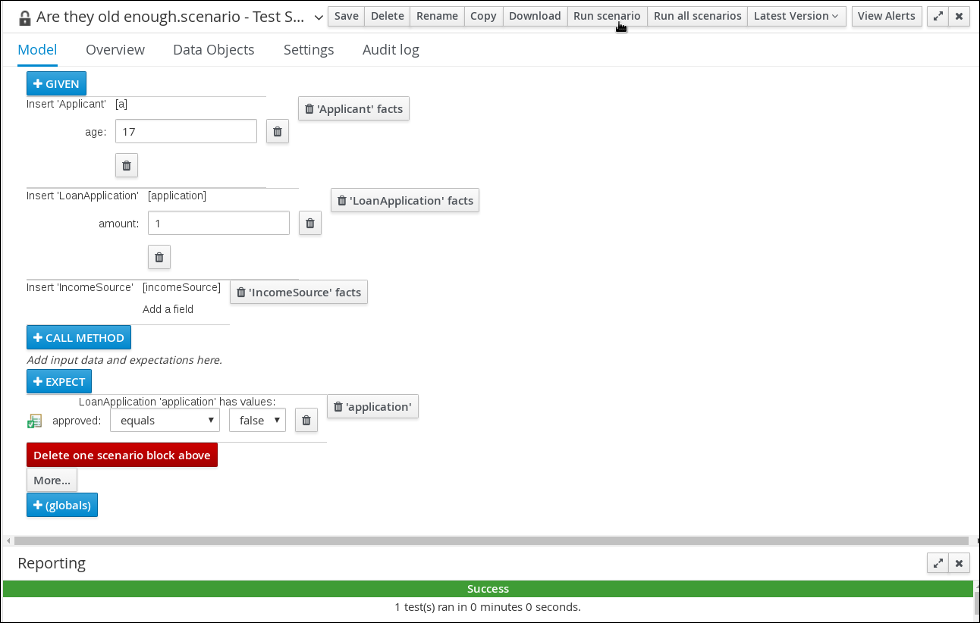 Are they old enough.scenario - Test S... Save Delete Rename Copy Download Run scenario Run all scenarios Latest Version View Alerts
Model Overview Data Objects Settings Audit log
+ GIVEN
Insert 'Applicant' [a] 'Applicant' facts
age: 17
Insert 'LoanApplication' [application] 'LoanApplication' facts
amount: 1
Insert 'IncomeSource' [incomeSource] 'IncomeSource' facts
Add a field
+ CALL METHOD
Add input data and expectations here.
+ EXPECT
LoanApplication 'application' has values: 'application'
approved: equals false
Delete one scenario block above
More...
+ (globals)
Reporting
Success
1 test(s) ran in 0 minutes 0 seconds.